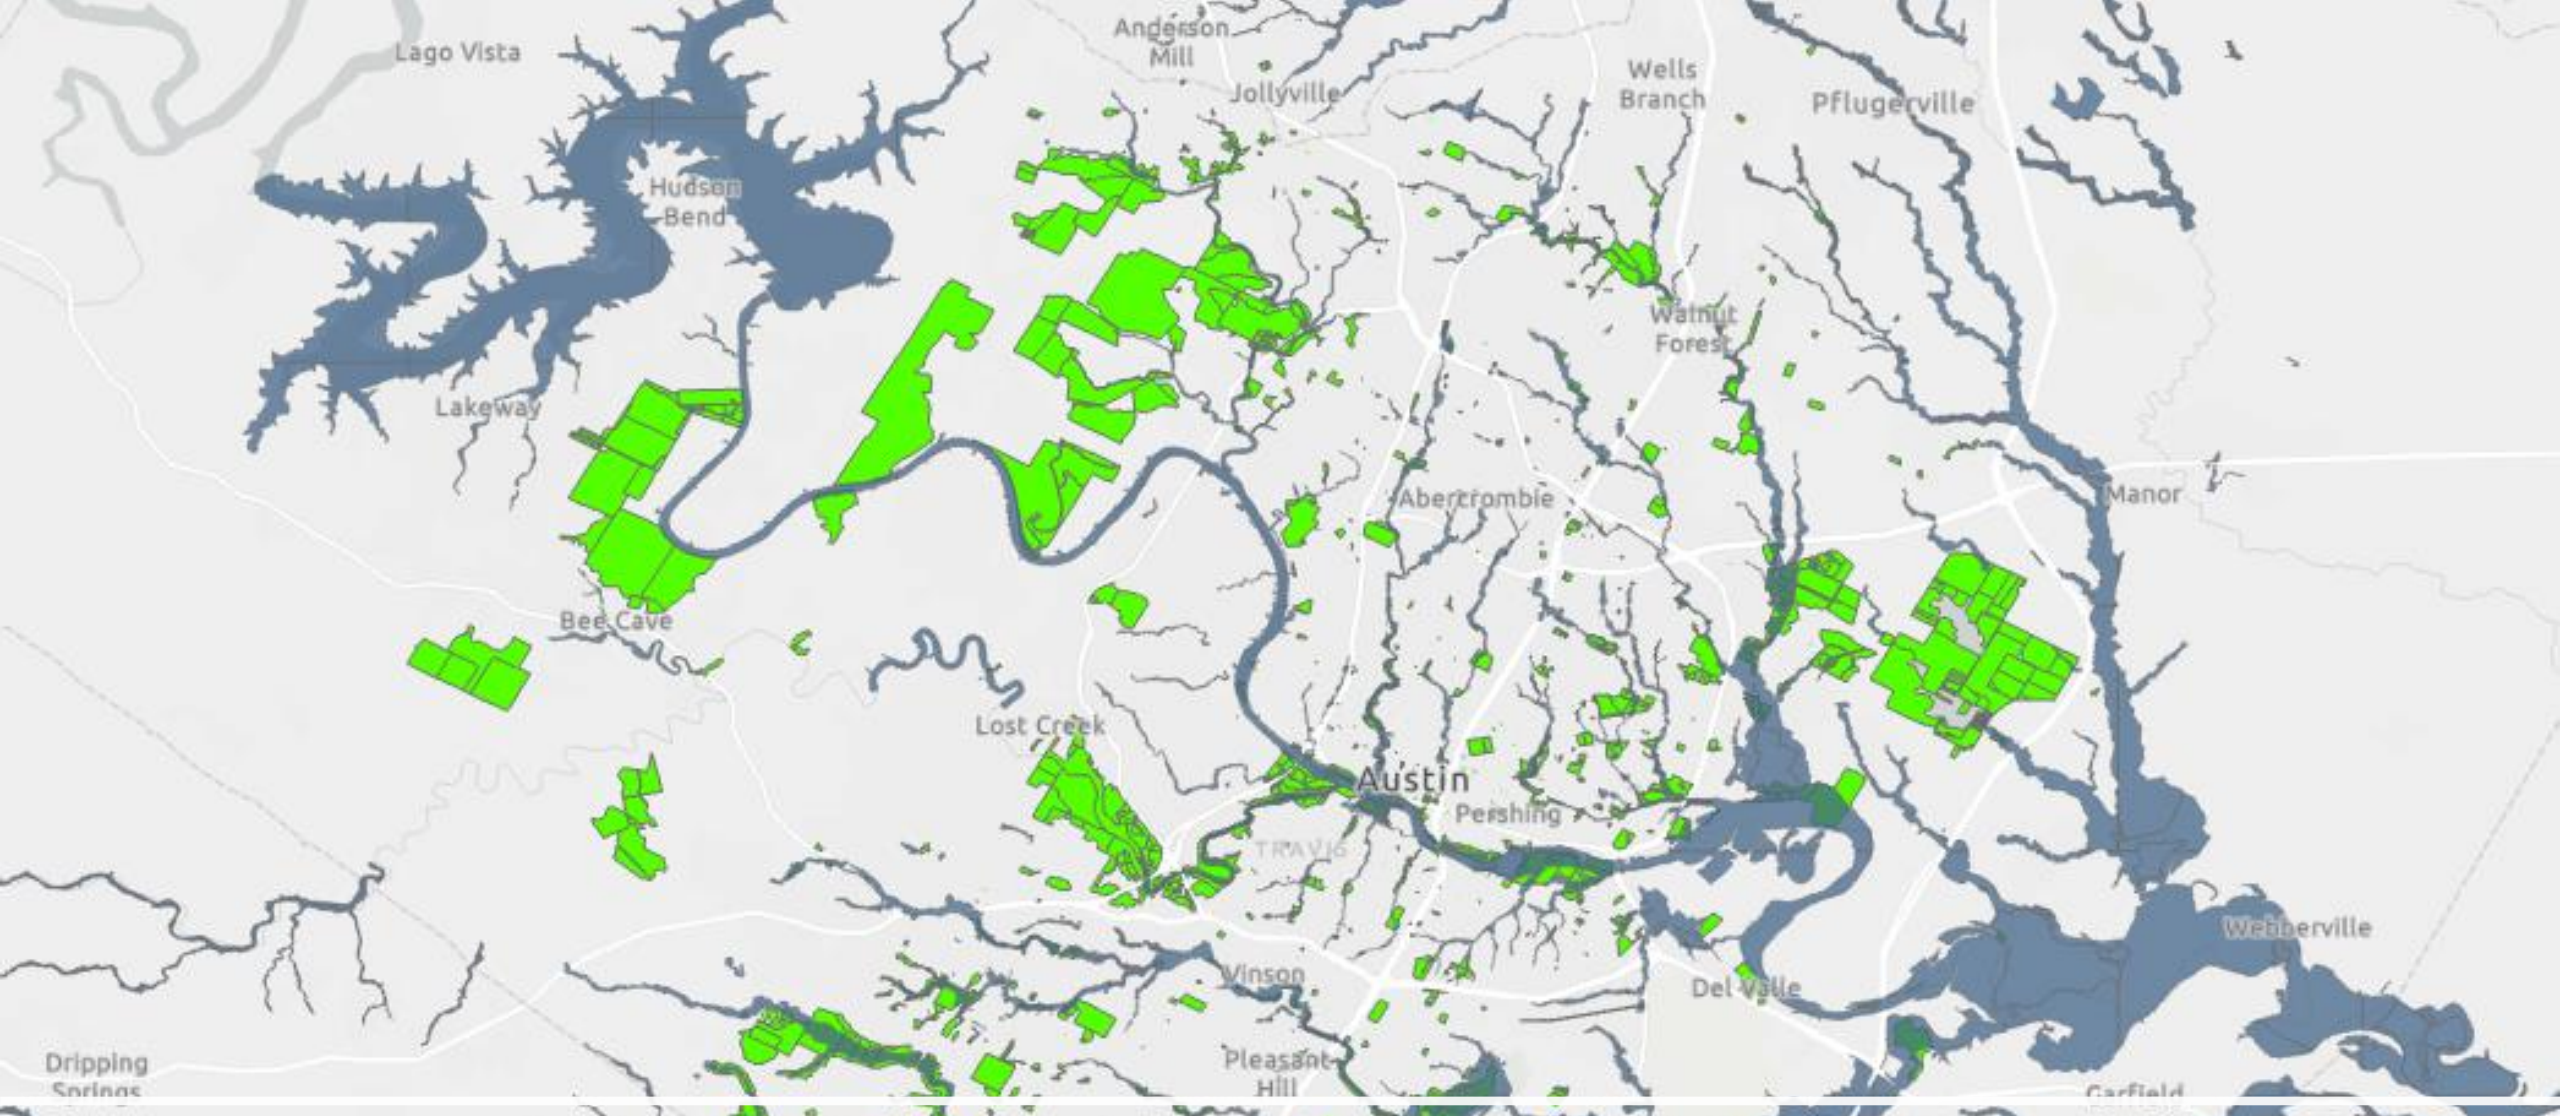 Anderson
Mill
Lago Vista
Wells
Branch
Jollyville
Pflugerville
Hudson
Bend
Walnut
Forest
Lakeway
Abercrombie
Manor
Bee Cave
Lost Creek
Austin
Pershing
TRAVIS
Webberville
Vinson
Del Valle
Dripping
Springs
Pleasant
Hill
Garfield